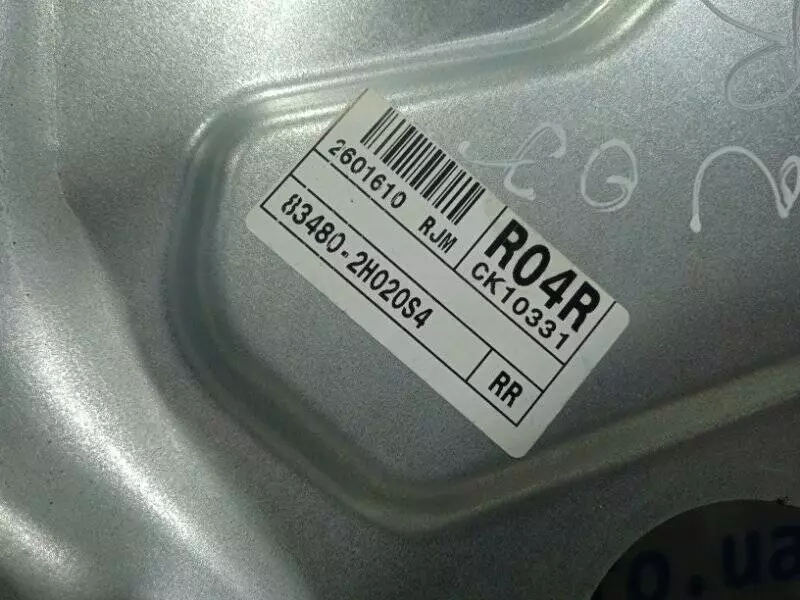 2601610 RJM
R04R
CK10331
83480-2H020S4
RR
o.ua